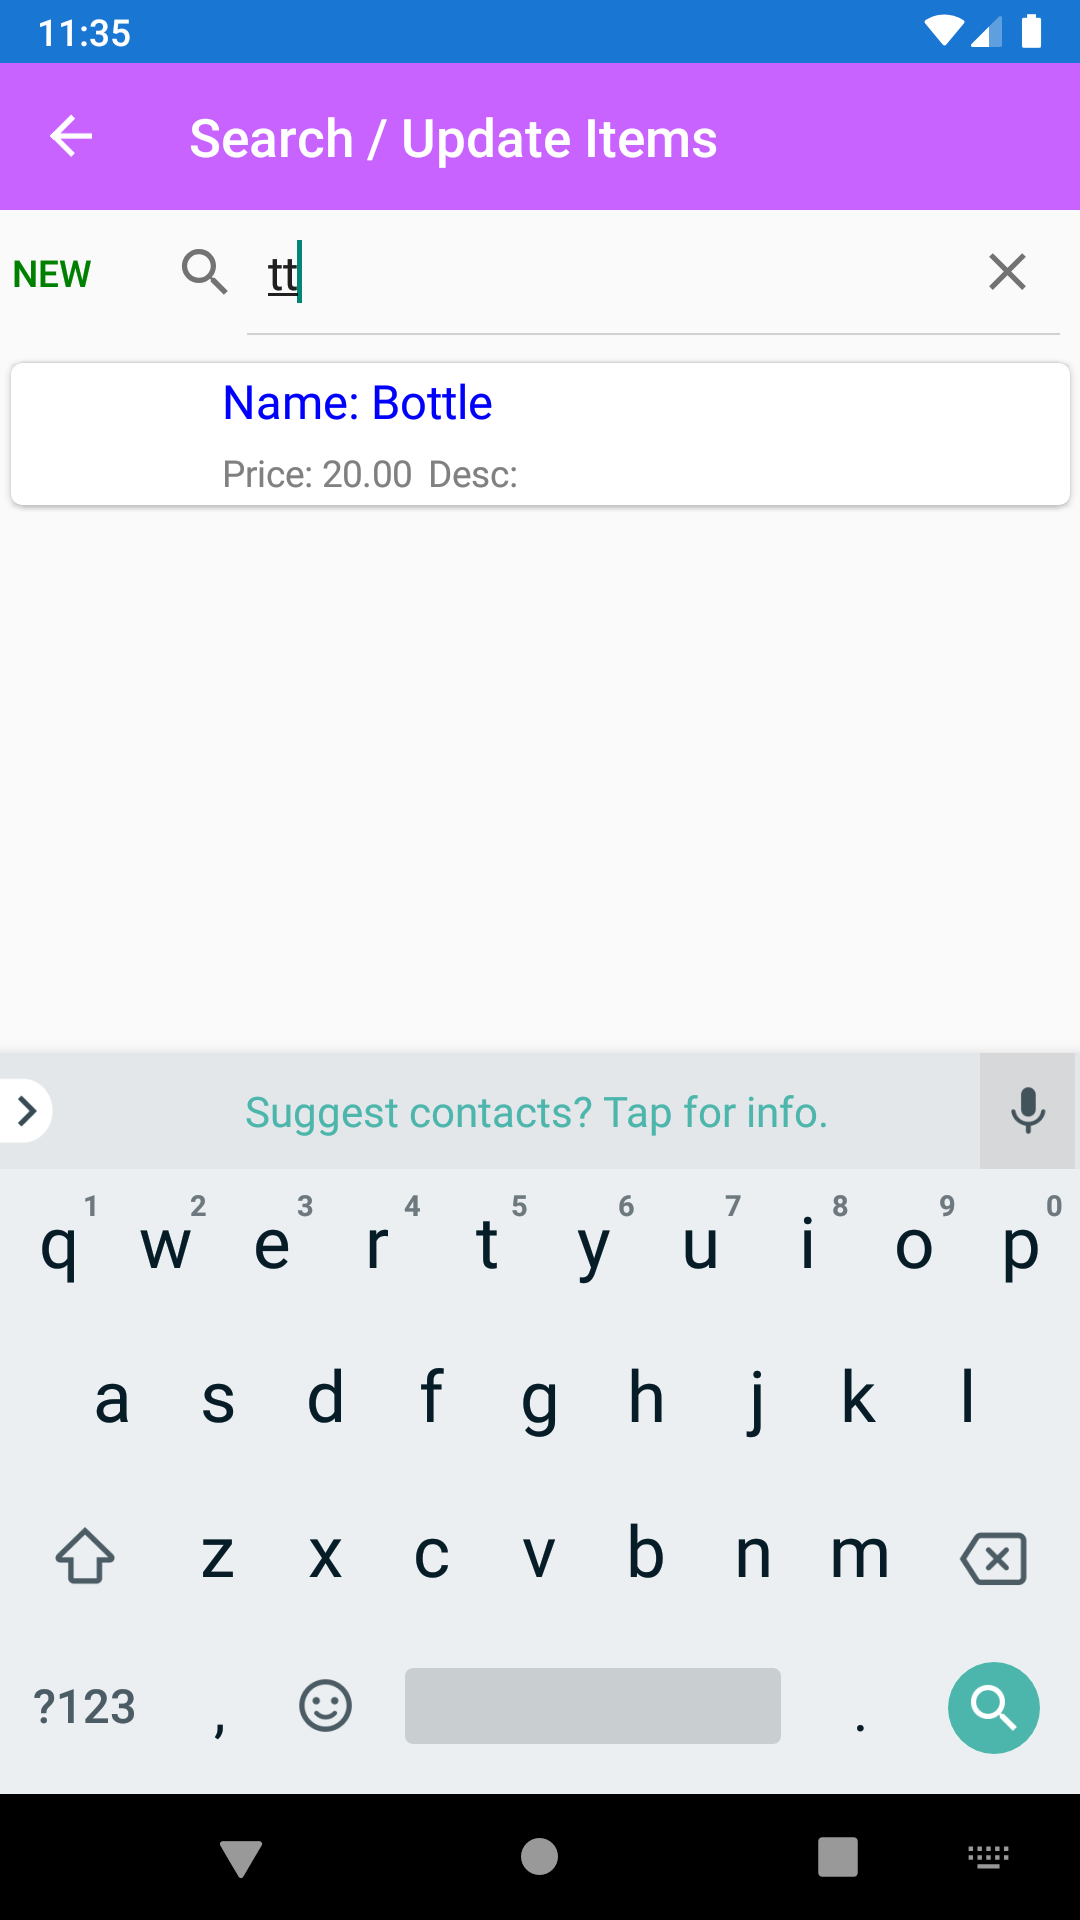 11:35
Search / Update Items
NEW tt
Name: Bottle
Price: 20.00 Desc:
Suggest contacts? Tap for info.
1 2 3 4 5 6 7 8 9 0
q w e r t y u i o p
a s d f g h j k l
z x c v b n m
?123 , .